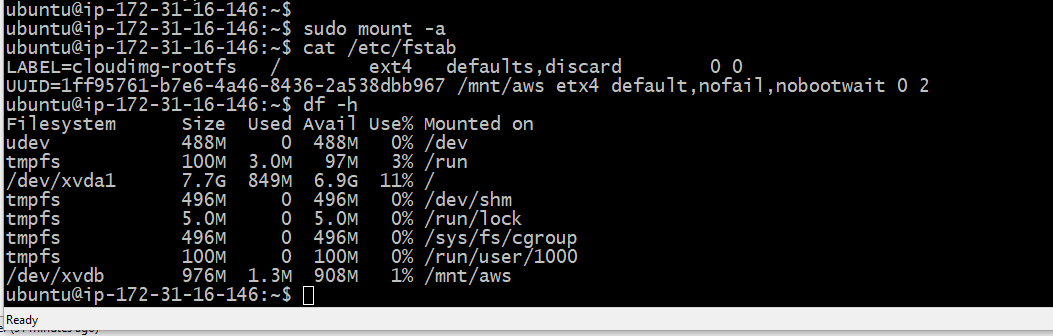 ubuntu@ip-172-31-16-146:~$
ubuntu@ip-172-31-16-146:~$ sudo mount -a
ubuntu@ip-172-31-16-146:~$ cat /etc/fstab
LABEL=cloudimg-rootfs   /        ext4   defaults,discard        0 0
UUID=1ff95761-b7e6-4a46-8436-2a538dbb967 /mnt/aws etx4 default,nofail,nobootwait 0 2
ubuntu@ip-172-31-16-146:~$ df -h
Filesystem      Size  Used Avail Use% Mounted on
udev            488M     0  488M   0% /dev
tmpfs           100M  3.0M   97M   3% /run
/dev/xvda1      7.7G  849M  6.9G  11% /
tmpfs           496M     0  496M   0% /dev/shm
tmpfs           5.0M     0  5.0M   0% /run/lock
tmpfs           496M     0  496M   0% /sys/fs/cgroup
tmpfs           100M     0  100M   0% /run/user/1000
/dev/xvdb       976M  1.3M  908M   1% /mnt/aws
ubuntu@ip-172-31-16-146:~$
Ready